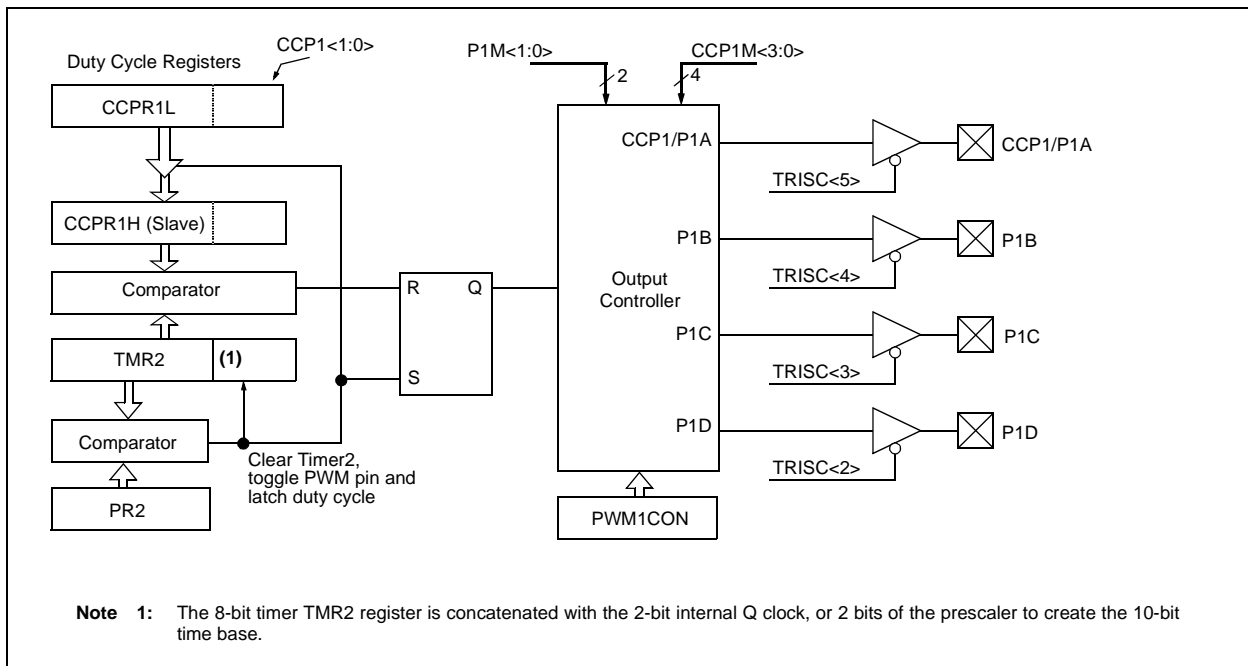 CCP1<1:0>
Duty Cycle Registers
CCPR1L
CCPR1H (Slave)
Comparator
TMR2
(1)
Comparator
PR2
Clear Timer2,
toggle PWM pin and
latch duty cycle
R
Q
S
P1M<1:0>
2
CCP1M<3:0>
4
Output
Controller
CCP1/P1A
P1B
P1C
P1D
PWM1CON
TRISC<5>
CCP1/P1A
TRISC<4>
P1B
TRISC<3>
P1C
TRISC<2>
P1D
Note 1: The 8-bit timer TMR2 register is concatenated with the 2-bit internal Q clock, or 2 bits of the prescaler to create the 10-bit
time base.